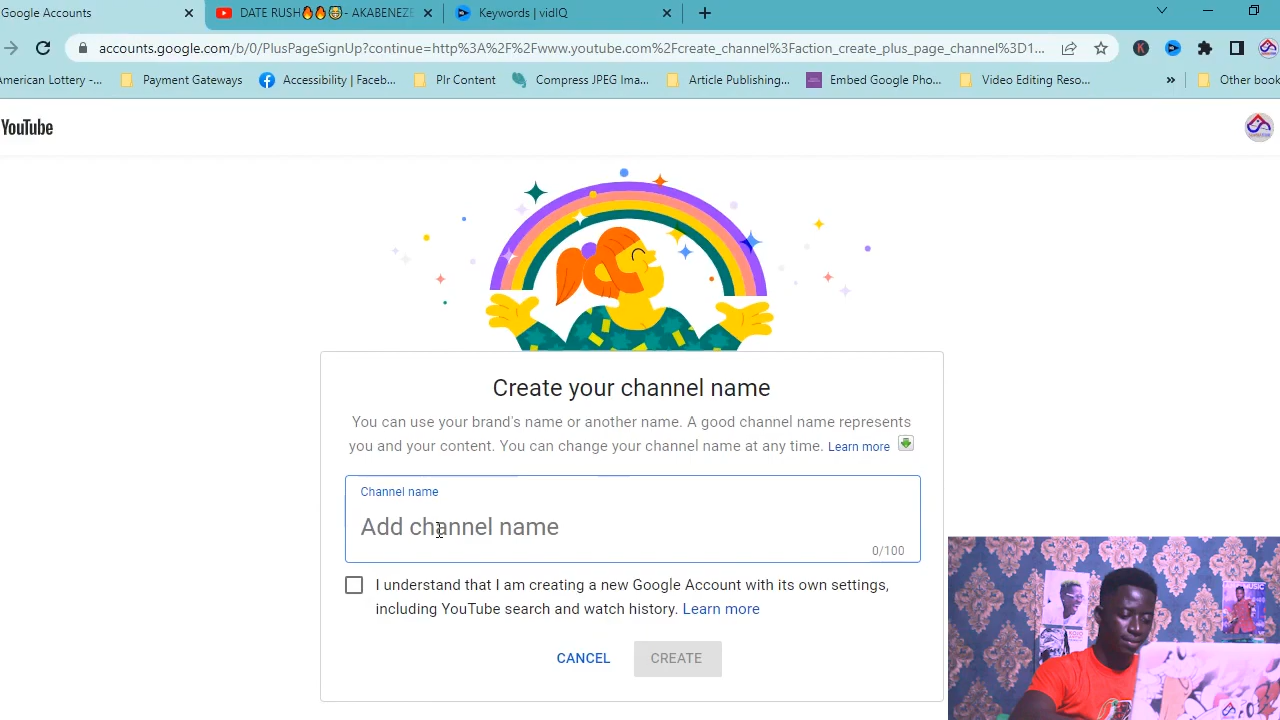 Google Accounts
DATE RUSH🔥🔥😁- AKABENEZE
Keywords | vidIQ
accounts.google.com/b/0/PlusPageSignUp?continue=http%3A%2F%2Fwww.youtube.com%2Fcreate_channel%3Faction_create_plus_page_channel%3D1...
American Lottery -...
Payment Gateways
Accessibility | Faceb...
Plr Content
Compress JPEG Ima...
Article Publishing...
Embed Google Pho...
Video Editing Reso...
»
Other book
YouTube
Create your channel name
You can use your brand's name or another name. A good channel name represents
you and your content. You can change your channel name at any time. Learn more
Channel name
Add channel name
0/100
I understand that I am creating a new Google Account with its own settings,
including YouTube search and watch history. Learn more
CANCEL
CREATE
MUSIC